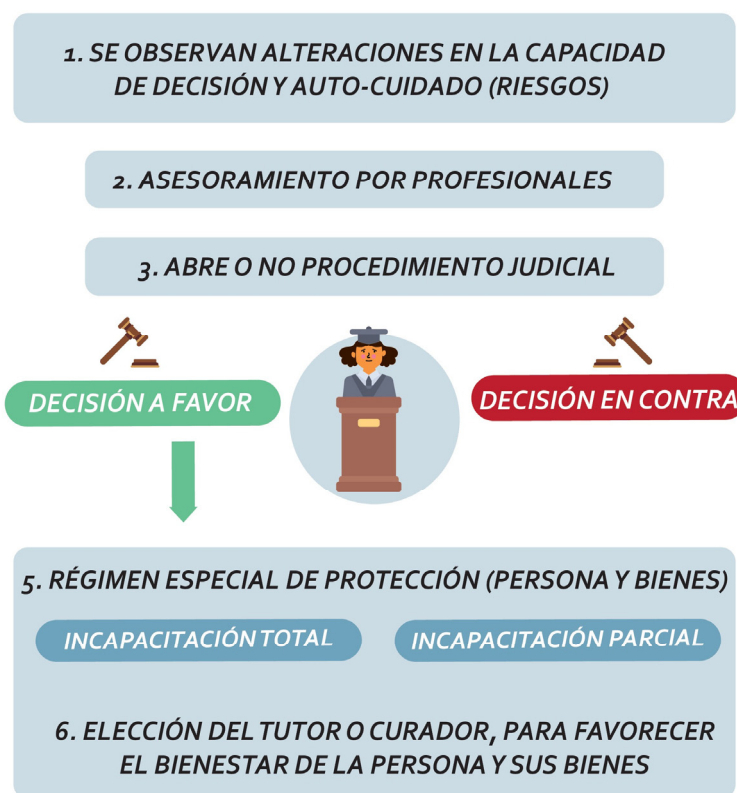 1. SE OBSERVAN ALTERACIONES EN LA CAPACIDAD
DE DECISIÓN Y AUTO-CUIDADO (RIESGOS)
2. ASESORAMIENTO POR PROFESIONALES
3. ABRE O NO PROCEDIMIENTO JUDICIAL
DECISIÓN A FAVOR
DECISIÓN EN CONTRA
5. RÉGIMEN ESPECIAL DE PROTECCIÓN (PERSONA Y BIENES)
INCAPACITACIÓN TOTAL
INCAPACITACIÓN PARCIAL
6. ELECCIÓN DEL TUTOR O CURADOR, PARA FAVORECER
EL BIENESTAR DE LA PERSONA Y SUS BIENES